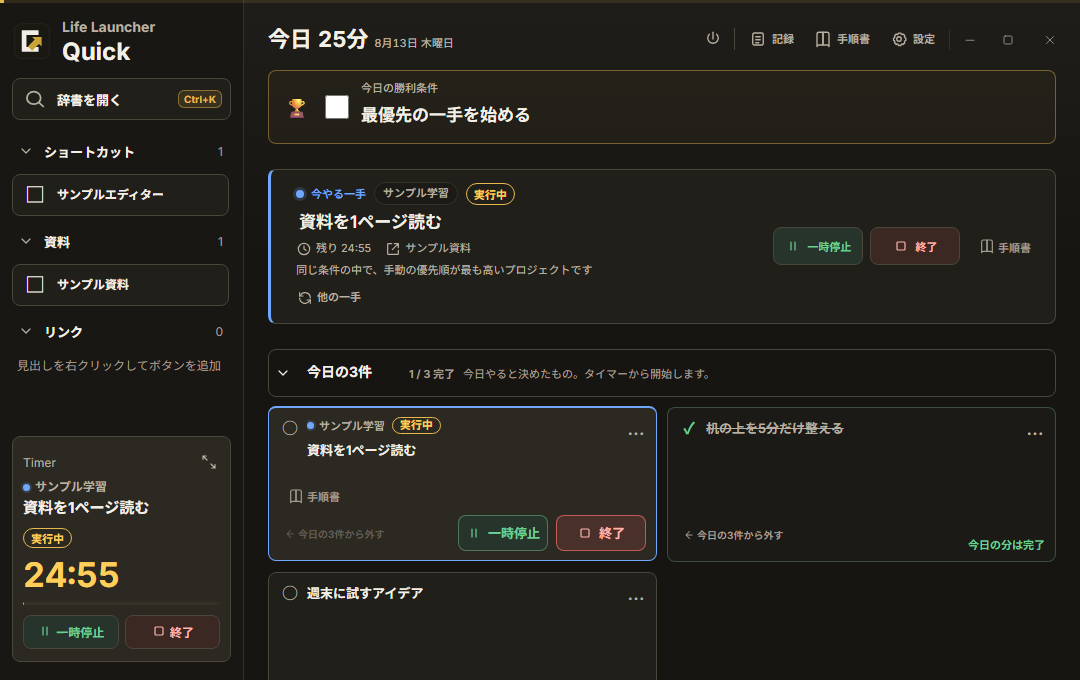 Life Launcher
Quick
辞書を開く Ctrl+K
ショートカット 1
サンプルエディター
資料 1
サンプル資料
リンク 0
見出しを右クリックしてボタンを追加
Timer
サンプル学習
資料を1ページ読む
実行中
24:55
一時停止 終了
今日 25分 8月13日 木曜日
記録 手順書 設定
今日の勝利条件
最優先の一手を始める
今やる一手 サンプル学習 実行中
資料を1ページ読む
残り 24:55 サンプル資料
同じ条件の中で、手動の優先順が最も高いプロジェクトです
他の一手
一時停止 終了 手順書
今日の3件 1 / 3 完了 今日やると決めたもの。タイマーから開始します。
サンプル学習 実行中
資料を1ページ読む
手順書
← 今日の3件から外す
一時停止 終了
机の上を5分だけ整える
← 今日の3件から外す
今日の分は完了
週末に試すアイデア